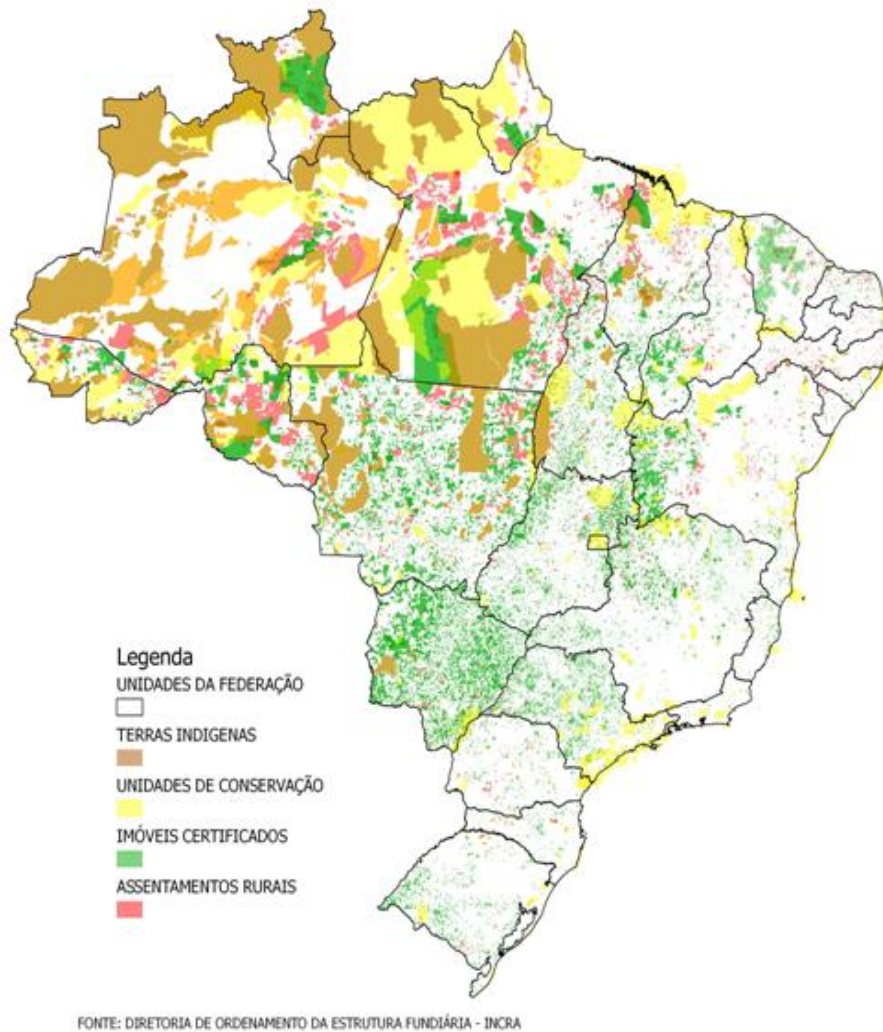 Legenda
UNIDADES DA FEDERAÇÃO
TERRAS INDIGENAS
UNIDADES DE CONSERVAÇÃO
IMÓVEIS CERTIFICADOS
ASSENTAMENTOS RURAIS
FONTE: DIRETORIA DE ORDENAMENTO DA ESTRUTURA FUNDIÁRIA - INCRA